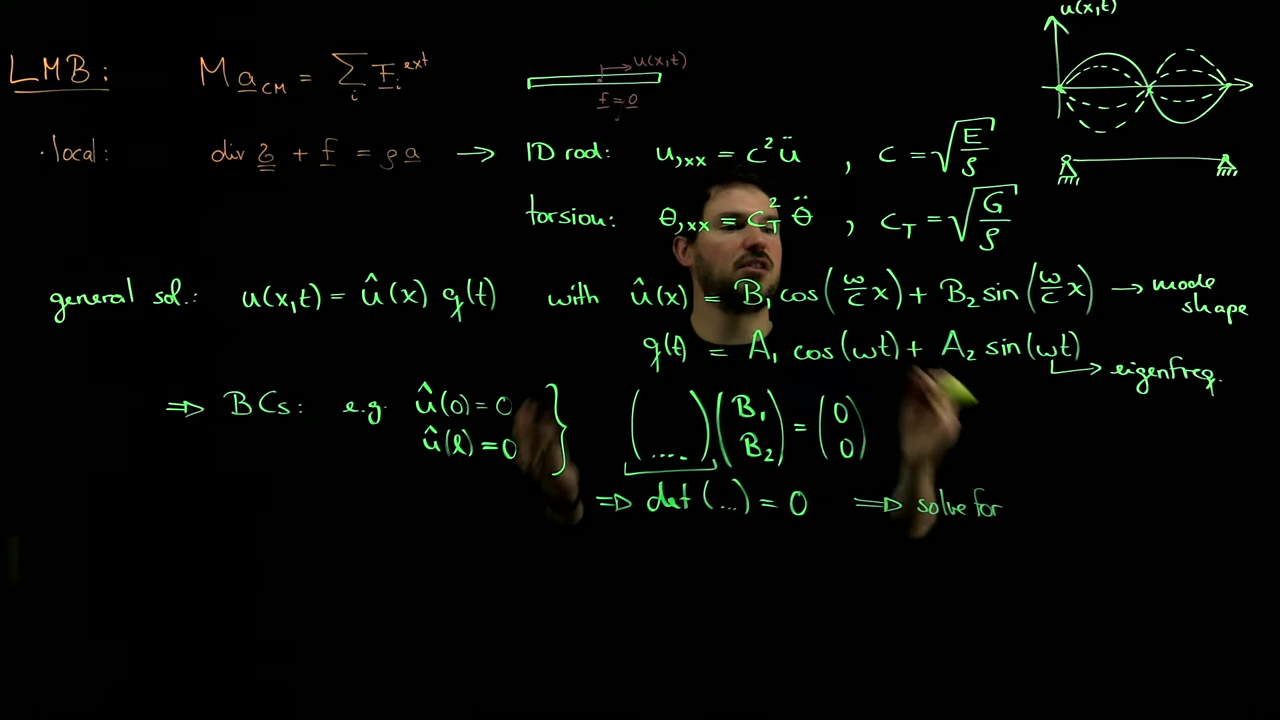 u(x,t)
LMB: M a_CM = Σ_i F_i^ext
u(x,t)
f = 0
· local: div σ + f = ρ a → 1D rod: u,xx = c² ü , c = √(E/ρ)
torsion: θ,xx = c_T² θ̈ , c_T = √(G/ρ)
general sol.: u(x,t) = û(x) q(t) with û(x) = B₁ cos(ω/c x) + B₂ sin(ω/c x) → mode shape
q(t) = A₁ cos(ωt) + A₂ sin(ωt)
→ eigenfreq.
⇒ BCs: e.g. û(0) = 0
û(l) = 0 } (....) (B₁ B₂) = (0 0)
⇒ det(...) = 0 ⇒ solve for